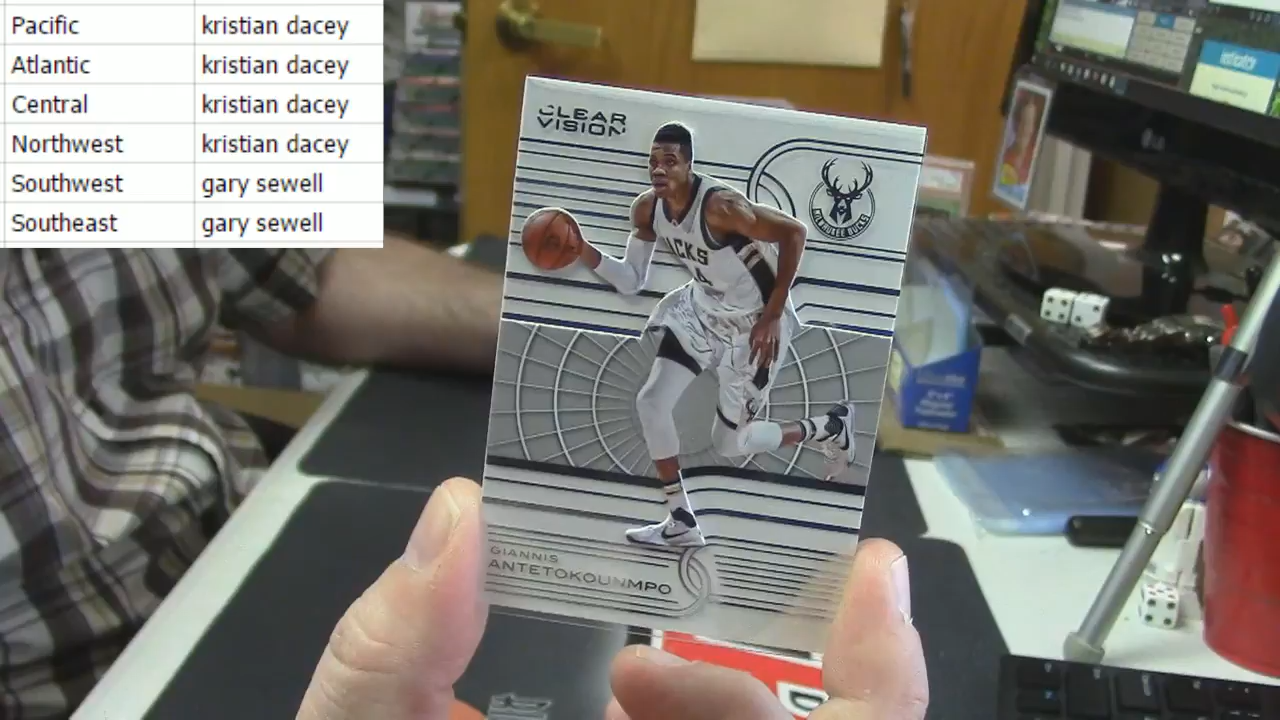 Pacific kristian dacey
Atlantic kristian dacey
Central kristian dacey
Northwest kristian dacey
Southwest gary sewell
Southeast gary sewell
CLEAR
VISION
MILWAUKEE BUCKS
GIANNIS
ANTETOKOUNMPO